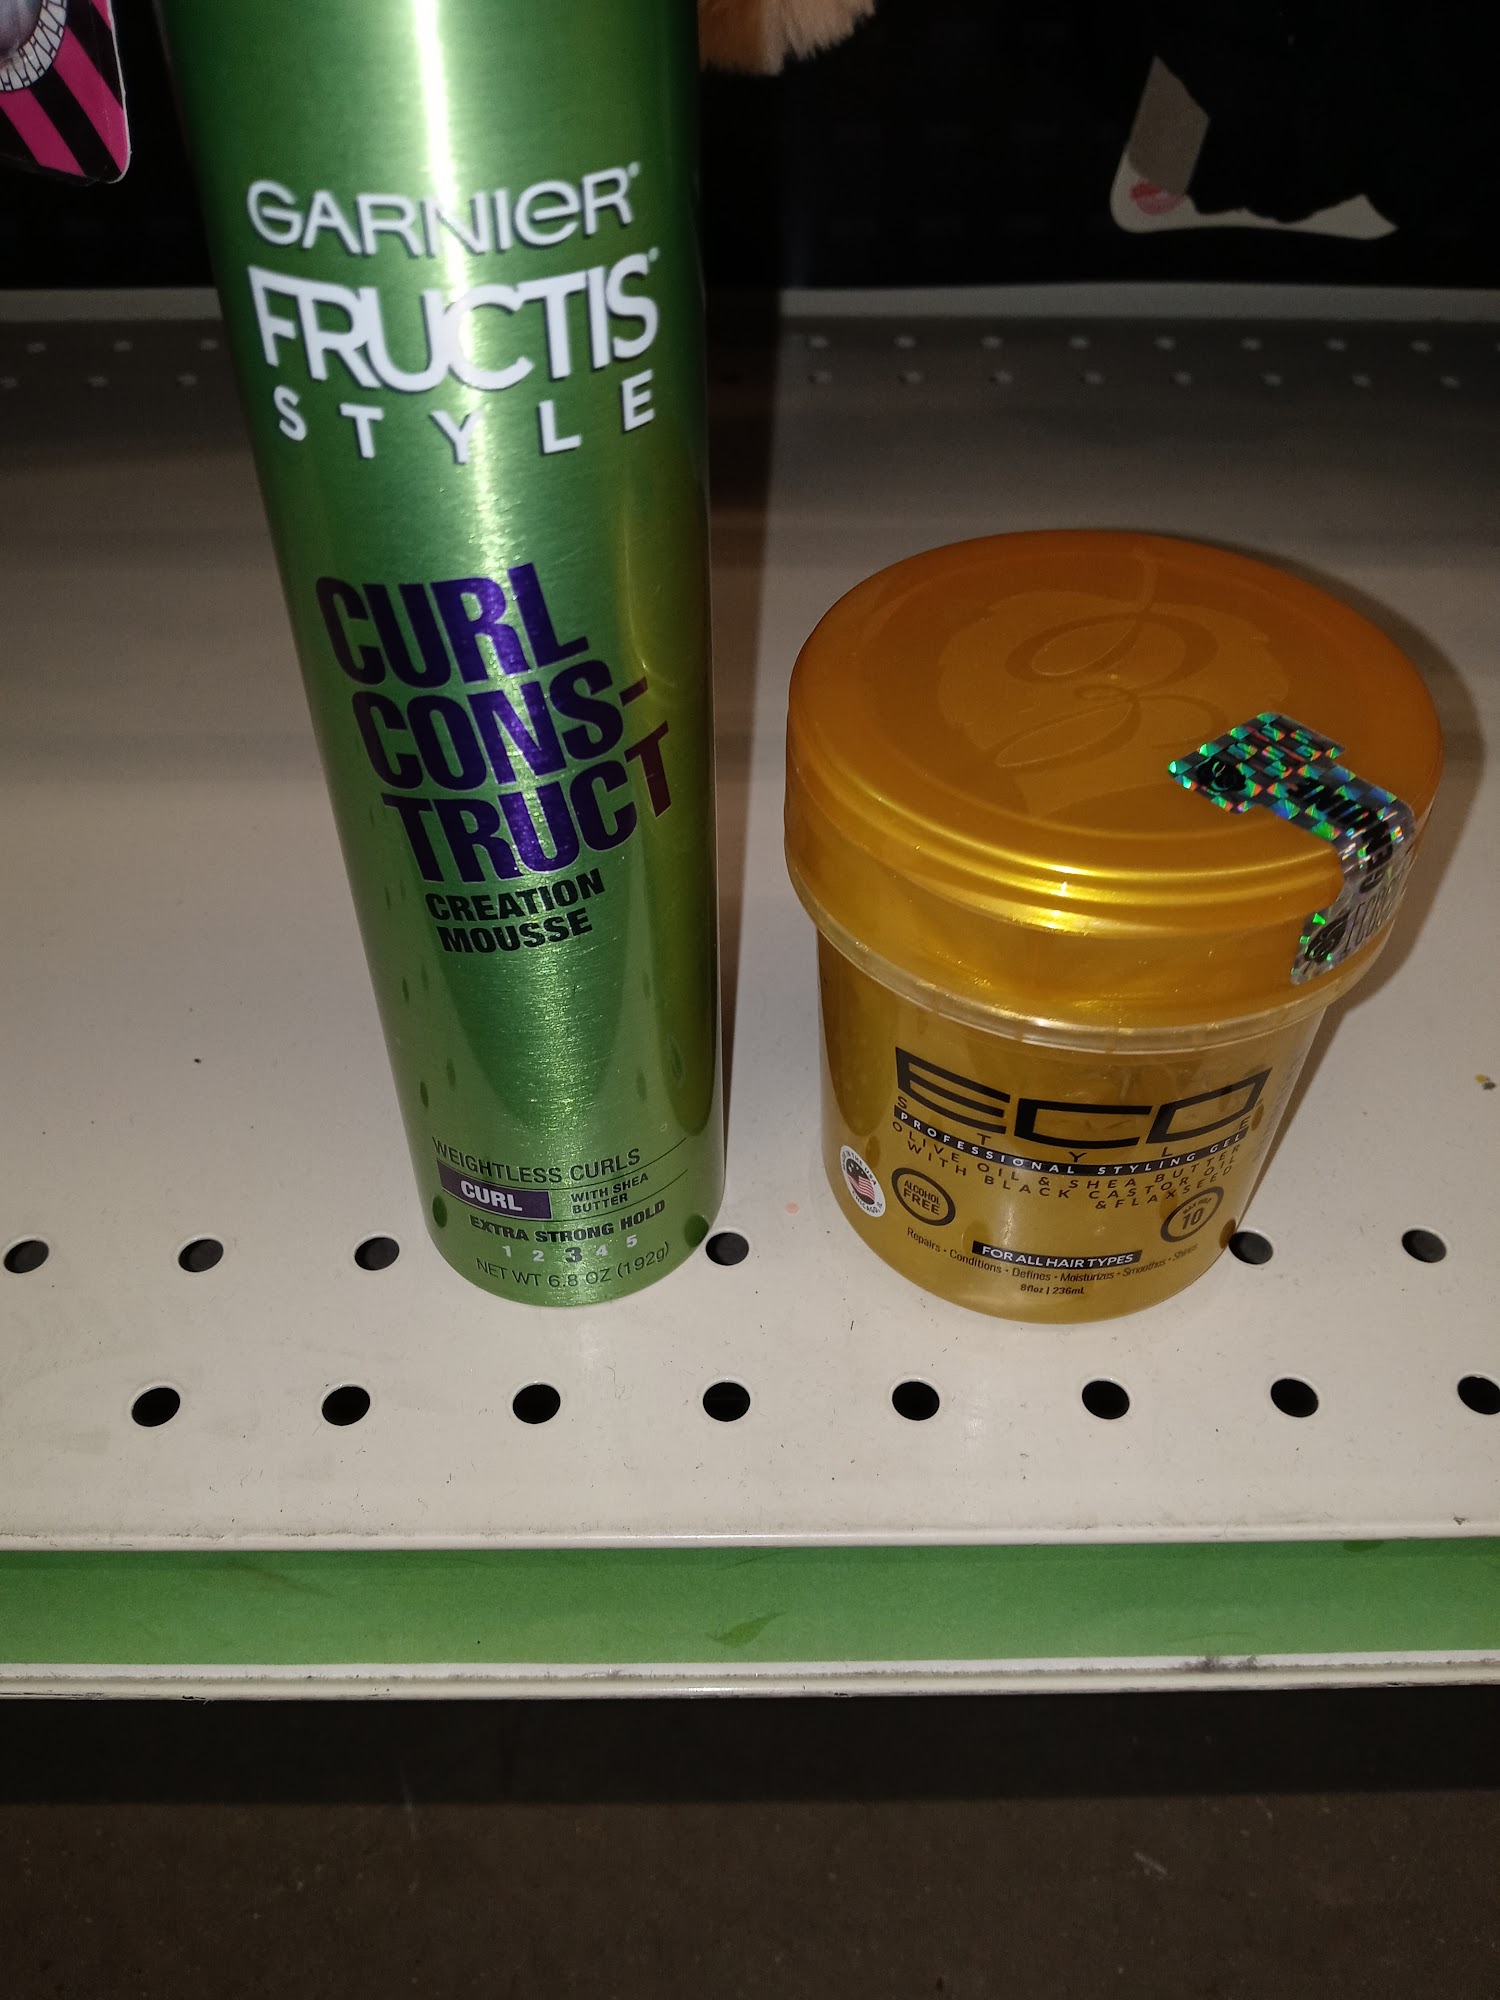 GARNIER
FRUCTIS
STYLE
CURL
CONS-
TRUCT
CREATION
MOUSSE
WEIGHTLESS CURLS
CURL
WITH SHEA
BUTTER
EXTRA STRONG HOLD
1 2 3 4 5
NET WT 6.8 OZ (192g)
GENUINE
ECO
STYLE
PROFESSIONAL STYLING GEL
OLIVE OIL & SHEA BUTTER
WITH BLACK CASTOR OIL
& FLAXSEED
ALCOHOL
FREE
10
FOR ALL HAIR TYPES
Repairs • Conditions • Defines • Moisturizes • Smoothes • Shines
8floz | 236mL